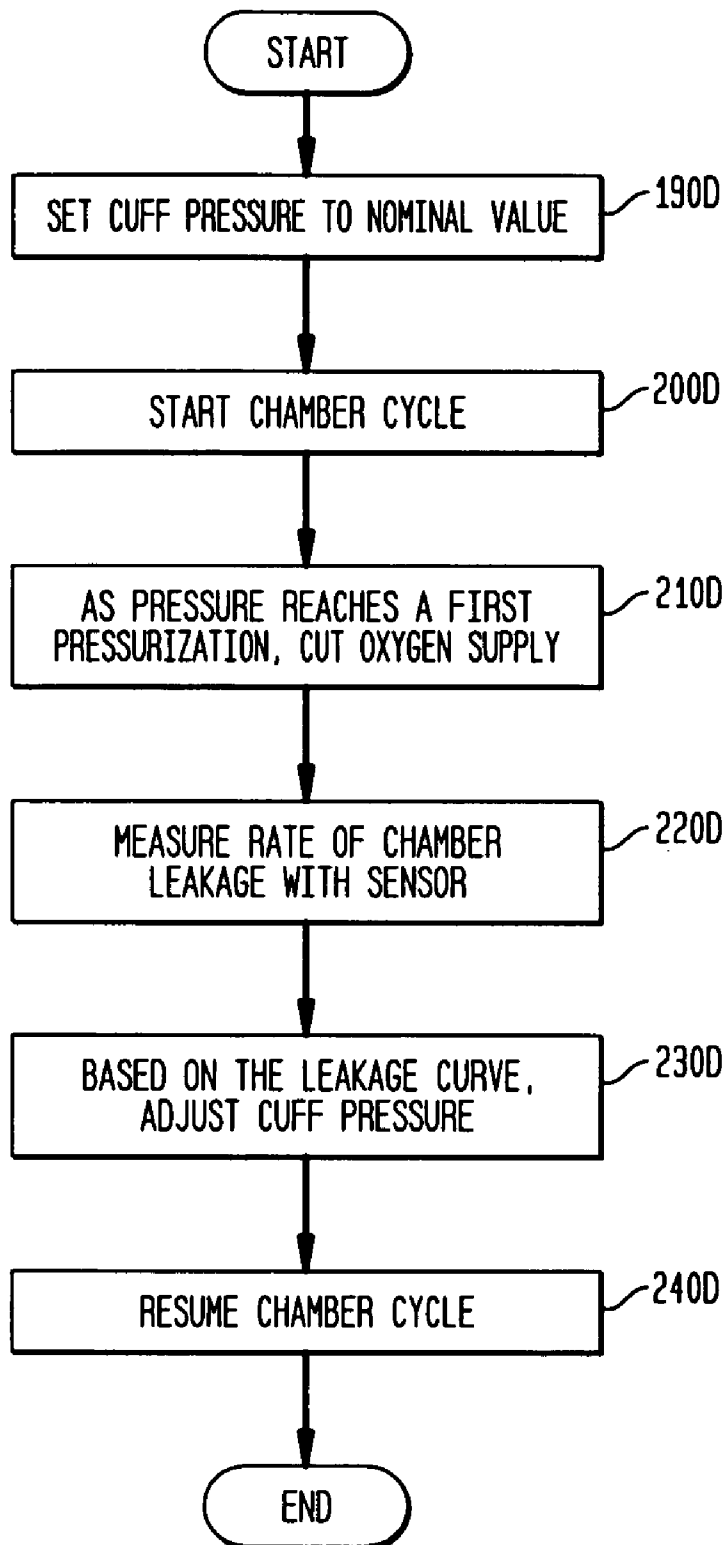 START
SET CUFF PRESSURE TO NOMINAL VALUE
190D
START CHAMBER CYCLE
200D
AS PRESSURE REACHES A FIRST
PRESSURIZATION, CUT OXYGEN SUPPLY
210D
MEASURE RATE OF CHAMBER
LEAKAGE WITH SENSOR
220D
BASED ON THE LEAKAGE CURVE,
ADJUST CUFF PRESSURE
230D
RESUME CHAMBER CYCLE
240D
END